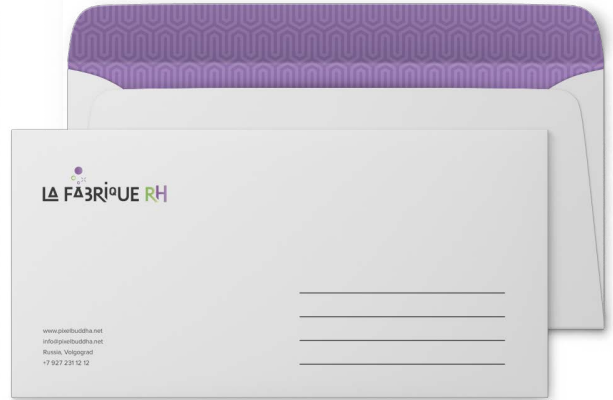 LA FABRiQUE RH
www.pixelbuddha.net
info@pixelbuddha.net
Russia, Volgograd
+7 927 231 12 12